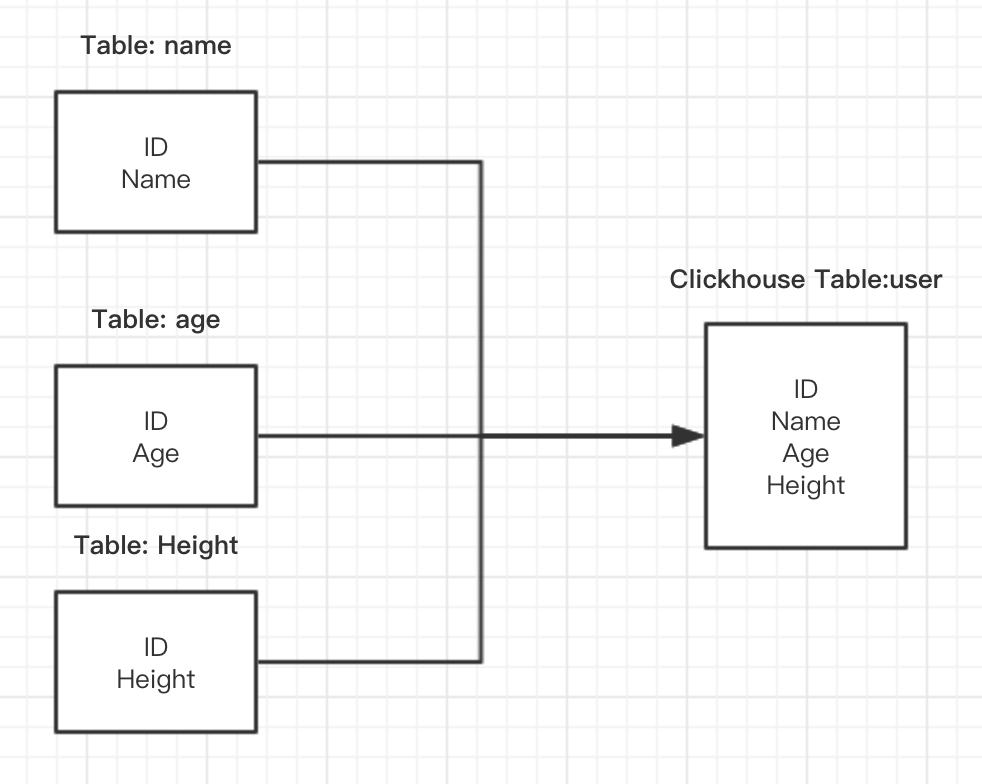 Table: name
ID
Name
Table: age
ID
Age
Table: Height
ID
Height
Clickhouse Table:user
ID
Name
Age
Height